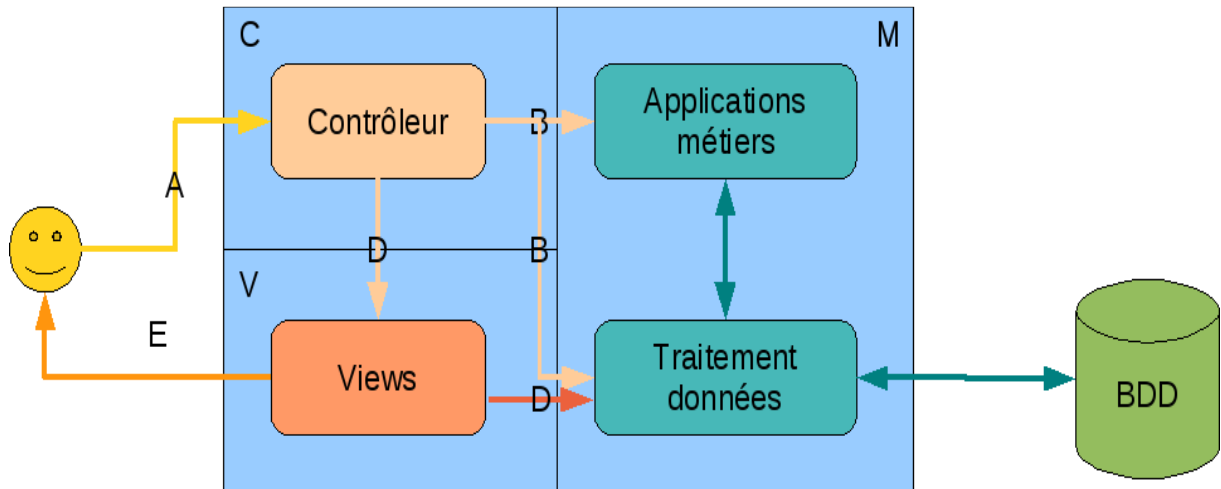 C
M
Contrôleur
B
Applications
métiers
A
D
B
V
E
Views
D
Traitement
données
BDD